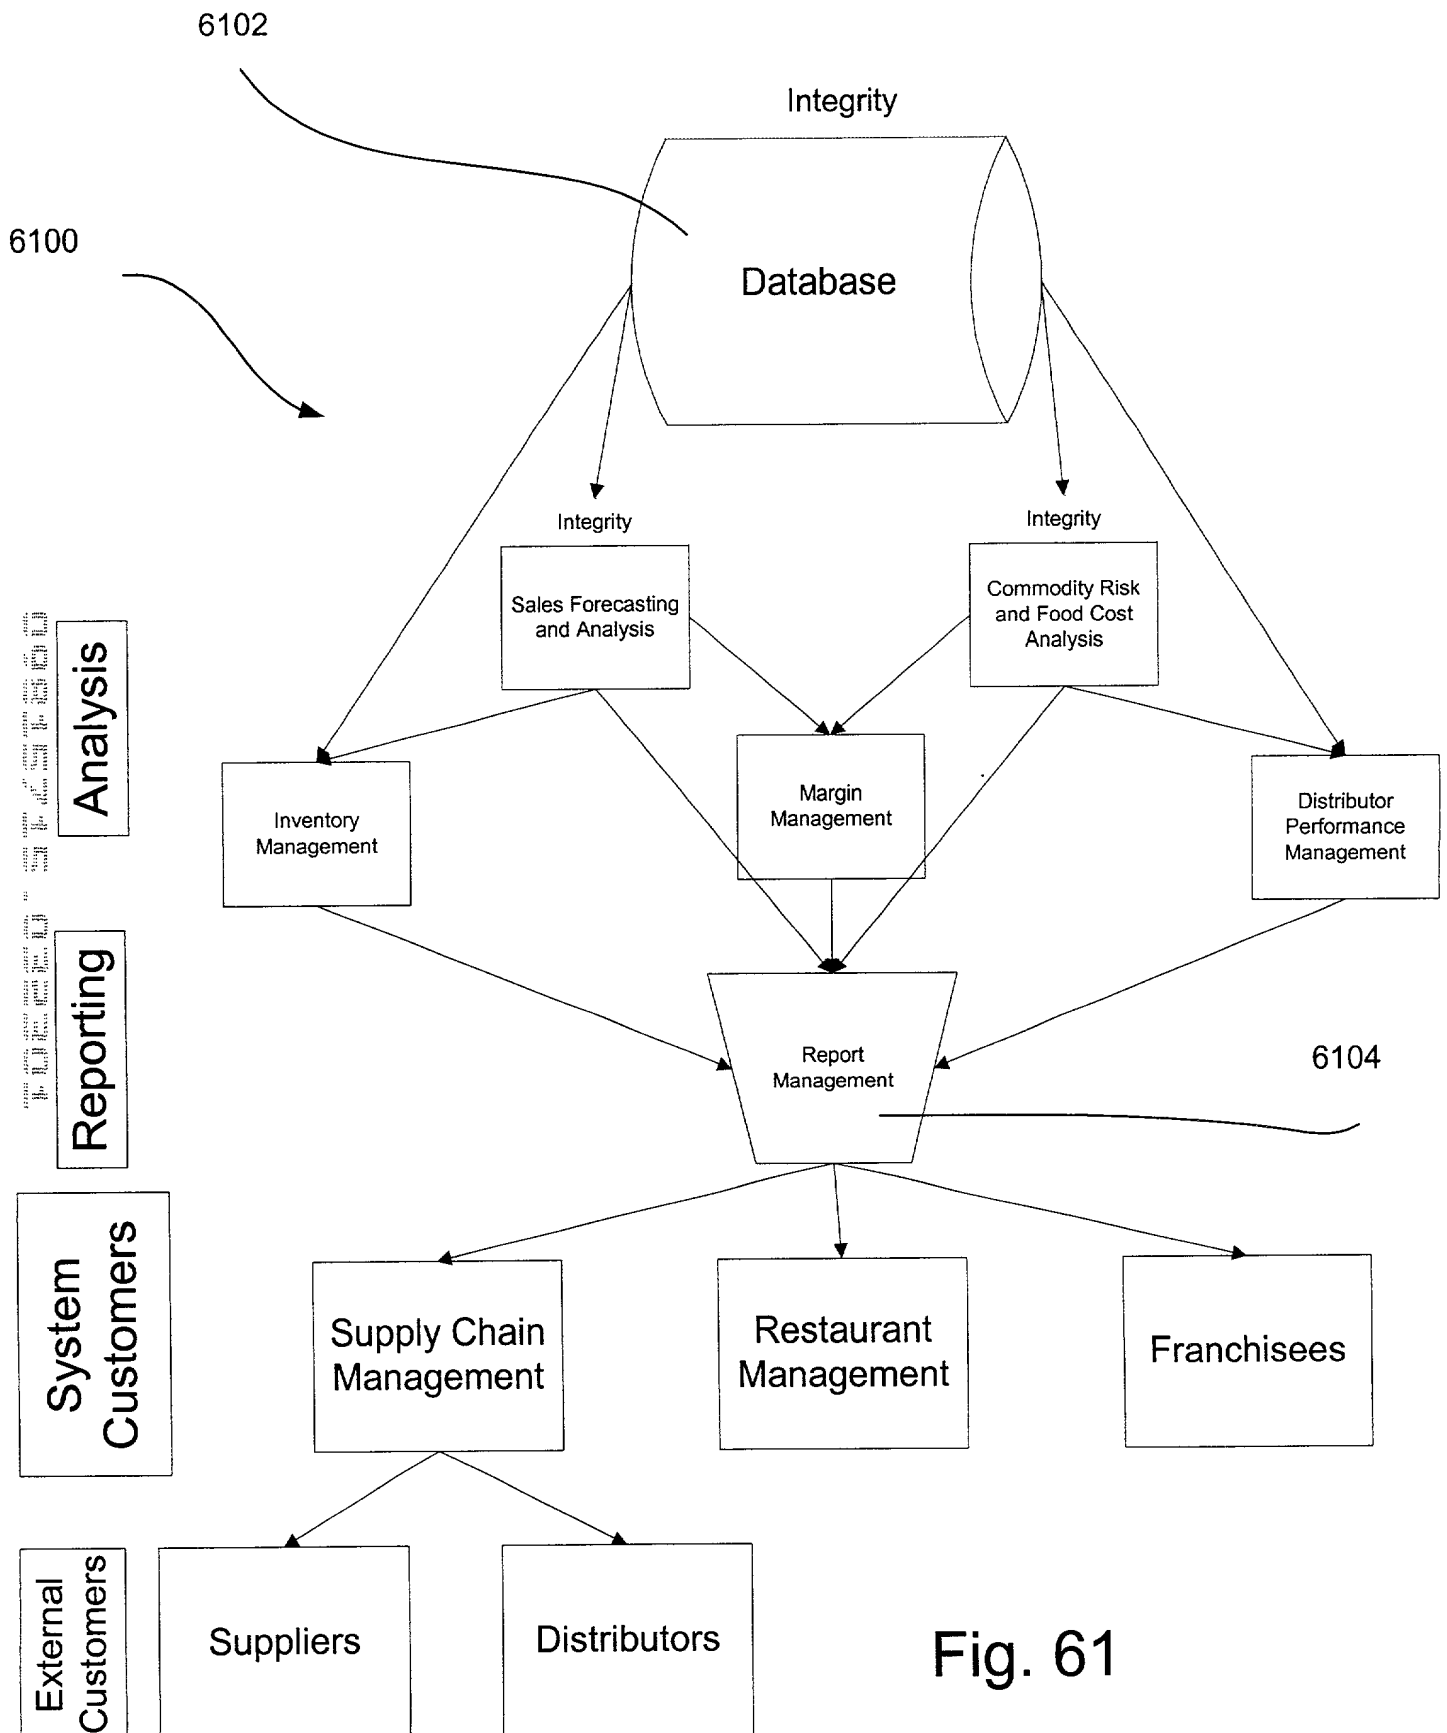 6102
Integrity
6100
Database
Integrity
Integrity
Sales Forecasting
and Analysis
Commodity Risk
and Food Cost
Analysis
Analysis
Inventory
Management
Margin
Management
Distributor
Performance
Management
Reporting
Report
Management
6104
System
Customers
Supply Chain
Management
Restaurant
Management
Franchisees
External
Customers
Suppliers
Distributors
Fig. 61